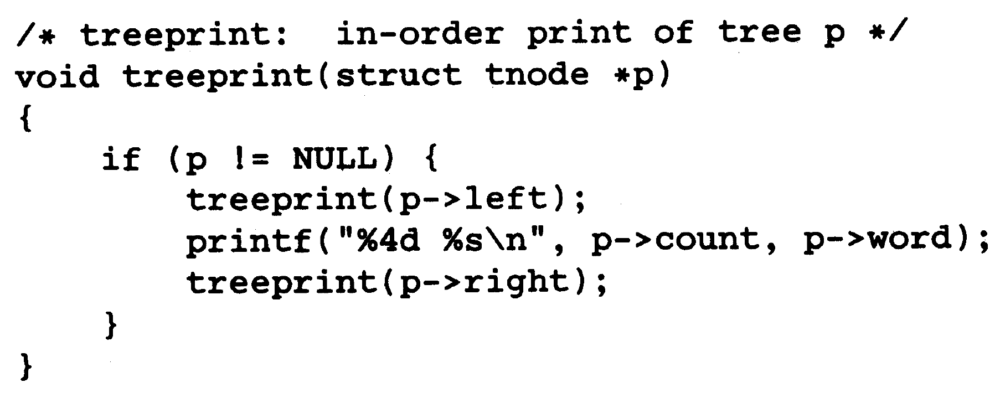 /* treeprint:  in-order print of tree p */
void treeprint(struct tnode *p)
{
    if (p != NULL) {
        treeprint(p->left);
        printf("%4d %s\n", p->count, p->word);
        treeprint(p->right);
    }
}